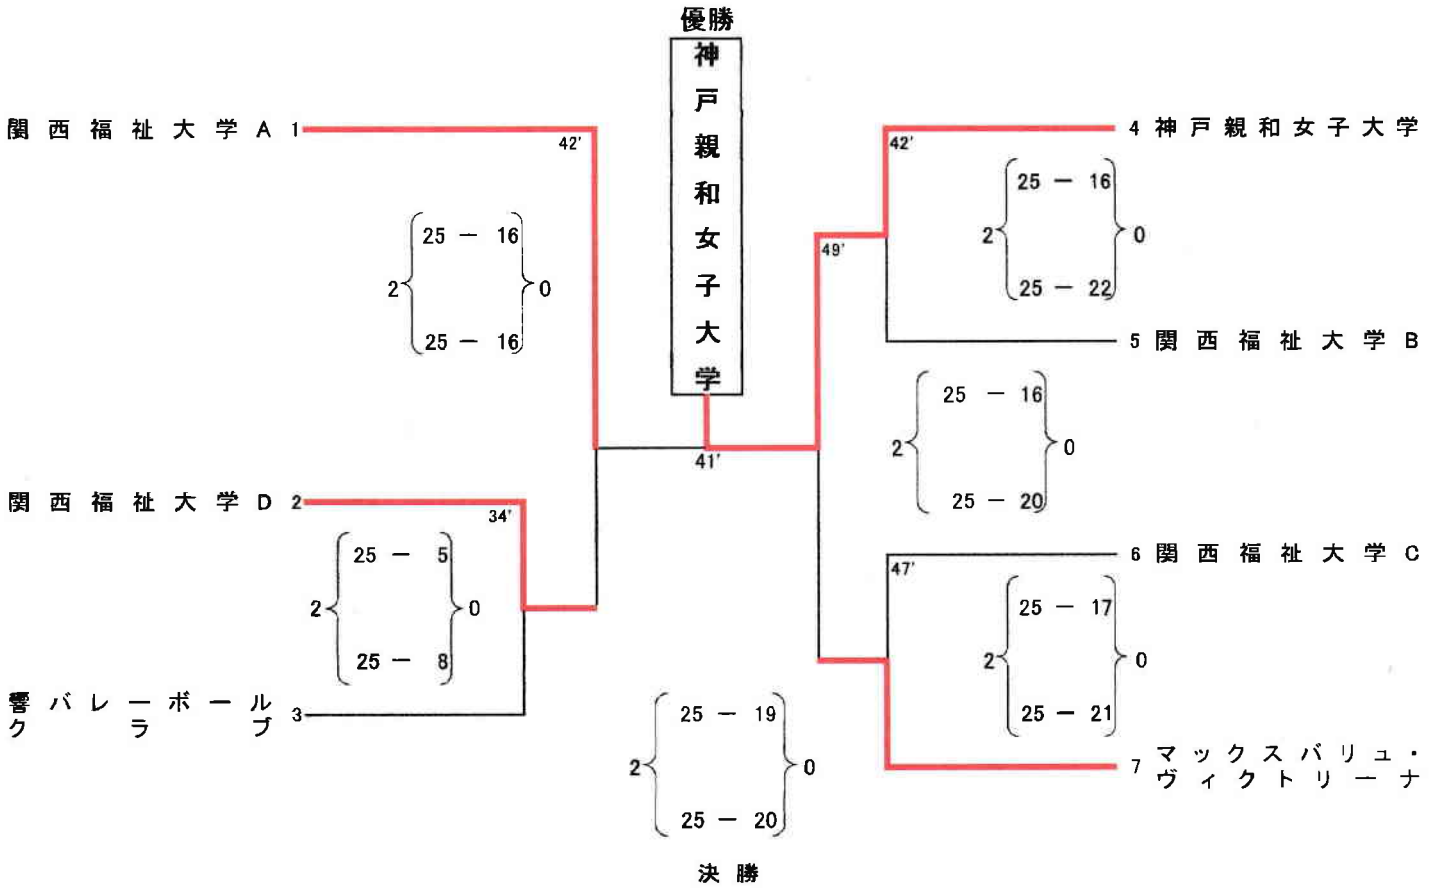 優勝
神戸親和女子大学
関西福祉大学A 1
42'
25 － 16
2 0
25 － 16
関西福祉大学D 2
34'
25 － 5
2 0
25 － 8
響バレーボール
クラブ 3
41'
4 神戸親和女子大学
42'
25 － 16
2 0
25 － 22
49'
5 関西福祉大学B
25 － 16
2 0
25 － 20
6 関西福祉大学C
47'
25 － 17
2 0
25 － 21
7 マックスバリュ・
ヴィクトリーナ
25 － 19
2 0
25 － 20
決勝